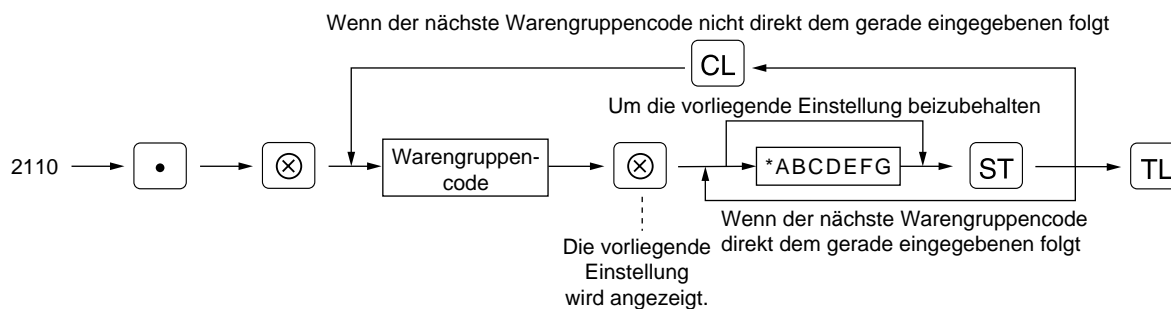 Wenn der nächste Warengruppencode nicht direkt dem gerade eingegebenen folgt
CL
Um die vorliegende Einstellung beizubehalten
2110 • ⊗ Warengruppen-
code ⊗ *ABCDEFG ST TL
Wenn der nächste Warengruppencode
direkt dem gerade eingegebenen folgt
Die vorliegende
Einstellung
wird angezeigt.